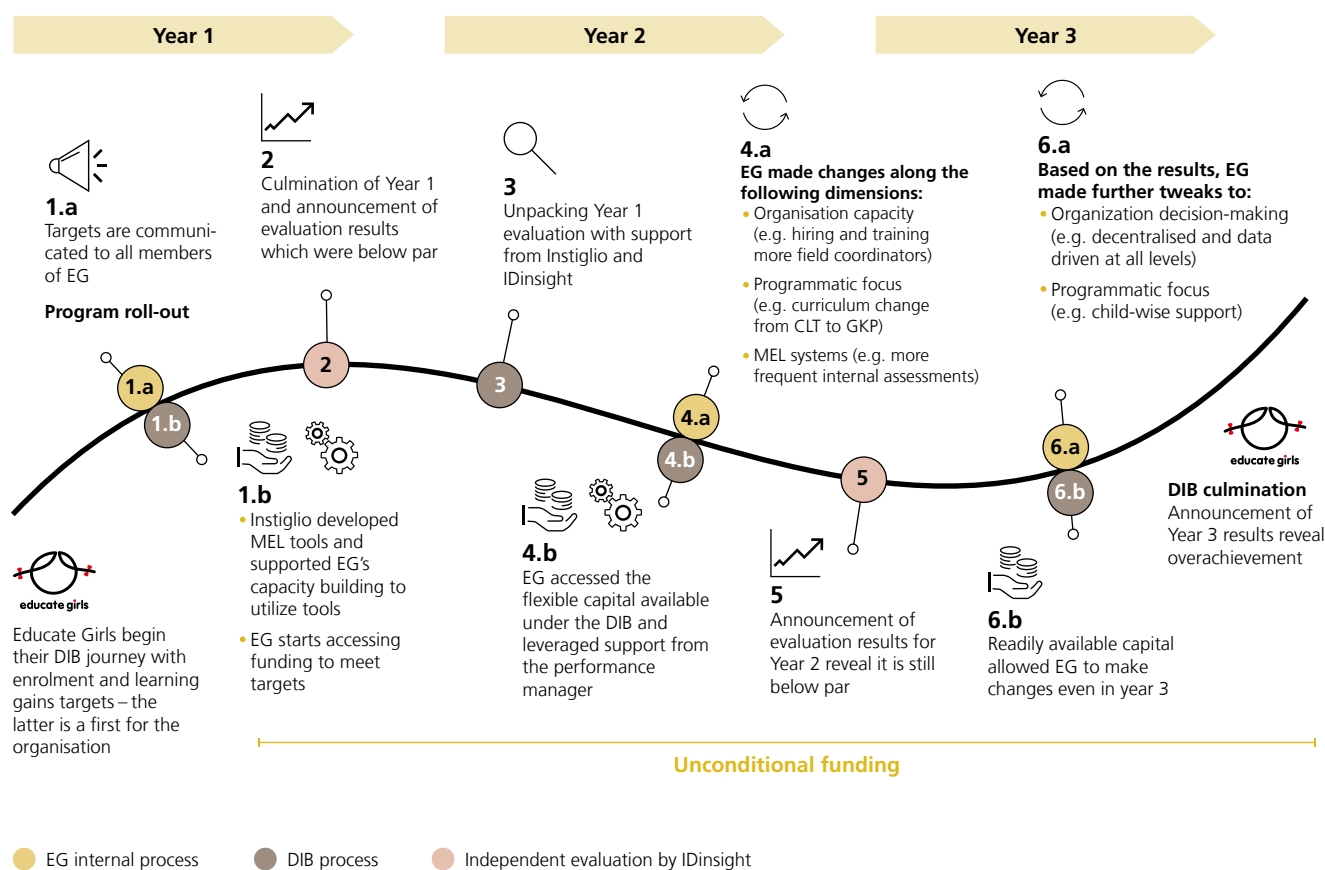 Year 1
Year 2
Year 3
1.a
Targets are communi-
cated to all members
of EG
Program roll-out
2
Culmination of Year 1
and announcement of
evaluation results
which were below par
3
Unpacking Year 1
evaluation with support
from Instiglio and
IDinsight
4.a
EG made changes along the
following dimensions:
• Organisation capacity
(e.g. hiring and training
more field coordinators)
• Programmatic focus
(e.g. curriculum change
from CLT to GKP)
• MEL systems (e.g. more
frequent internal assessments)
6.a
Based on the results, EG
made further tweaks to:
• Organization decision-making
(e.g. decentralised and data
driven at all levels)
• Programmatic focus
(e.g. child-wise support)
1.a
1.b
2
3
4.a
4.b
5
6.a
6.b
educate girls
Educate Girls begin
their DIB journey with
enrolment and learning
gains targets – the
latter is a first for the
organisation
1.b
• Instiglio developed
MEL tools and
supported EG's
capacity building to
utilize tools
• EG starts accessing
funding to meet
targets
4.b
EG accessed the
flexible capital available
under the DIB and
leveraged support from
the performance
manager
5
Announcement of
evaluation results for
Year 2 reveal it is still
below par
6.b
Readily available capital
allowed EG to make
changes even in year 3
educate girls
DIB culmination
Announcement of
Year 3 results reveal
overachievement
Unconditional funding
EG internal process
DIB process
Independent evaluation by IDinsight